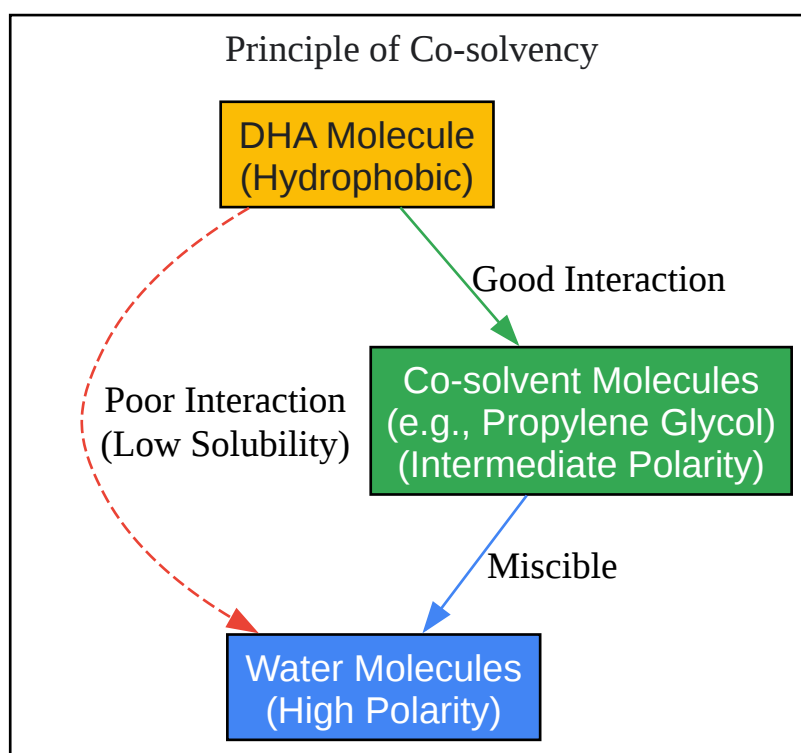 Principle of Co-solvency
DHA Molecule
(Hydrophobic)
Good Interaction
Co-solvent Molecules
(e.g., Propylene Glycol)
(Intermediate Polarity)
Poor Interaction
(Low Solubility)
Miscible
Water Molecules
(High Polarity)